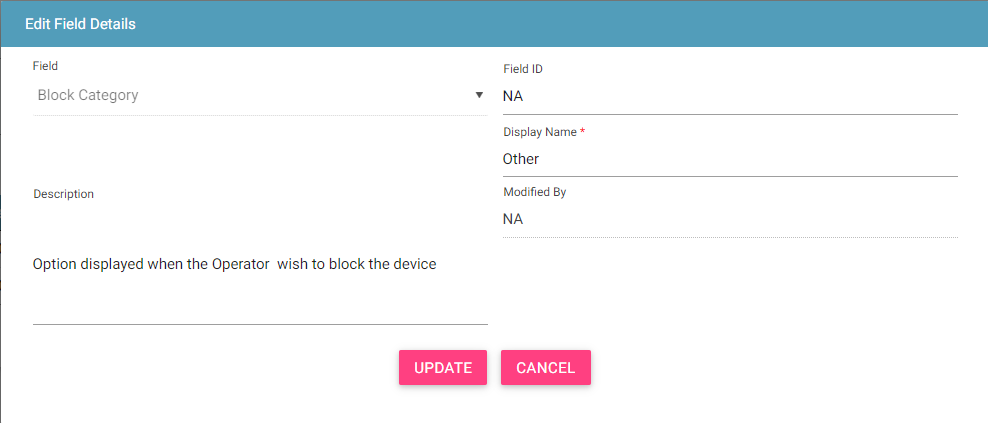 Edit Field Details
Field
Block Category
Field ID
NA
Display Name *
Other
Description
Modified By
NA
Option displayed when the Operator  wish to block the device
UPDATE
CANCEL